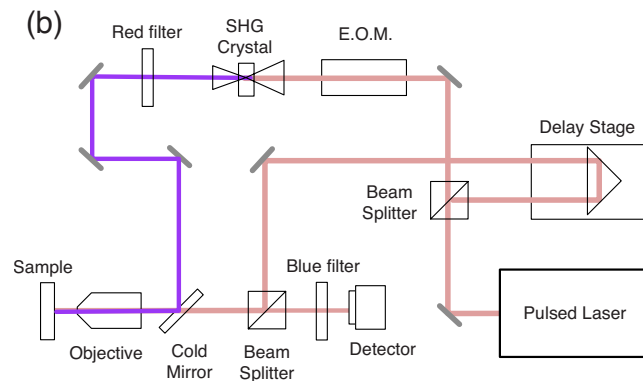 (b)
Red filter
SHG
Crystal
E.O.M.
Delay Stage
Beam
Splitter
Sample
Blue filter
Pulsed Laser
Objective
Cold
Mirror
Beam
Splitter
Detector